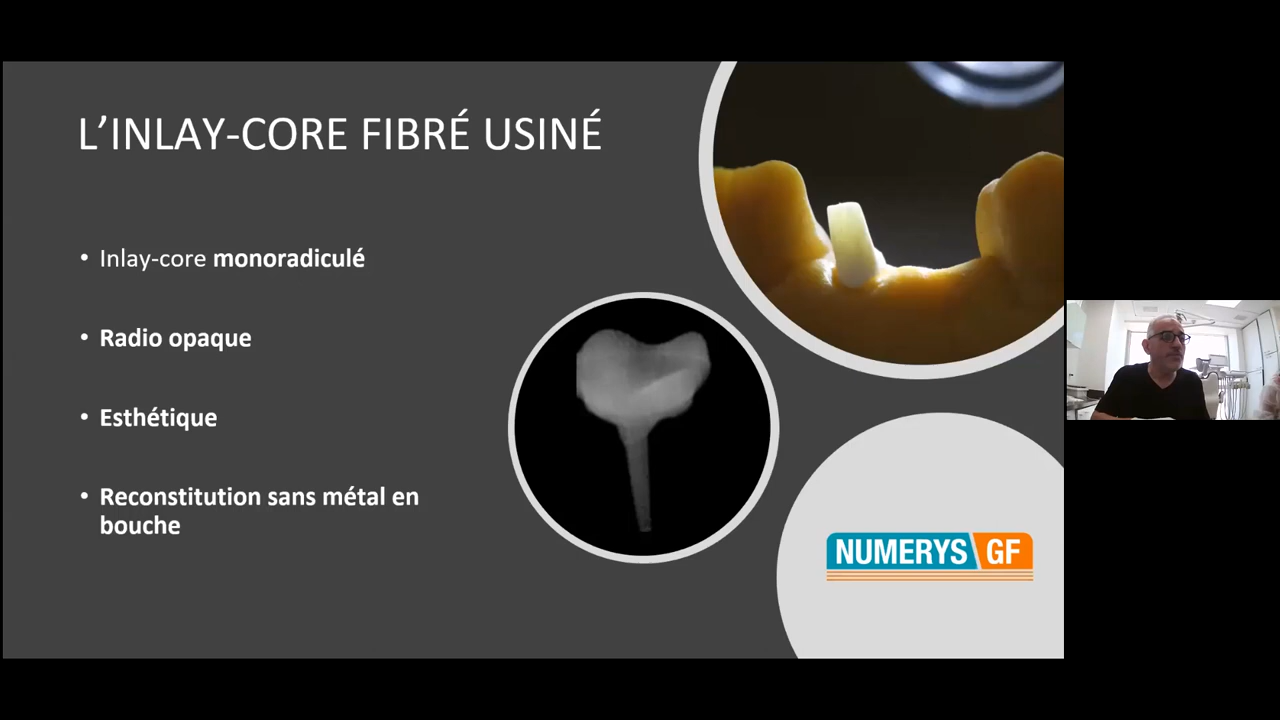 L’INLAY-CORE FIBRÉ USINÉ
• Inlay-core monoradiculé
• Radio opaque
• Esthétique
• Reconstitution sans métal en
bouche
NUMERYS GF